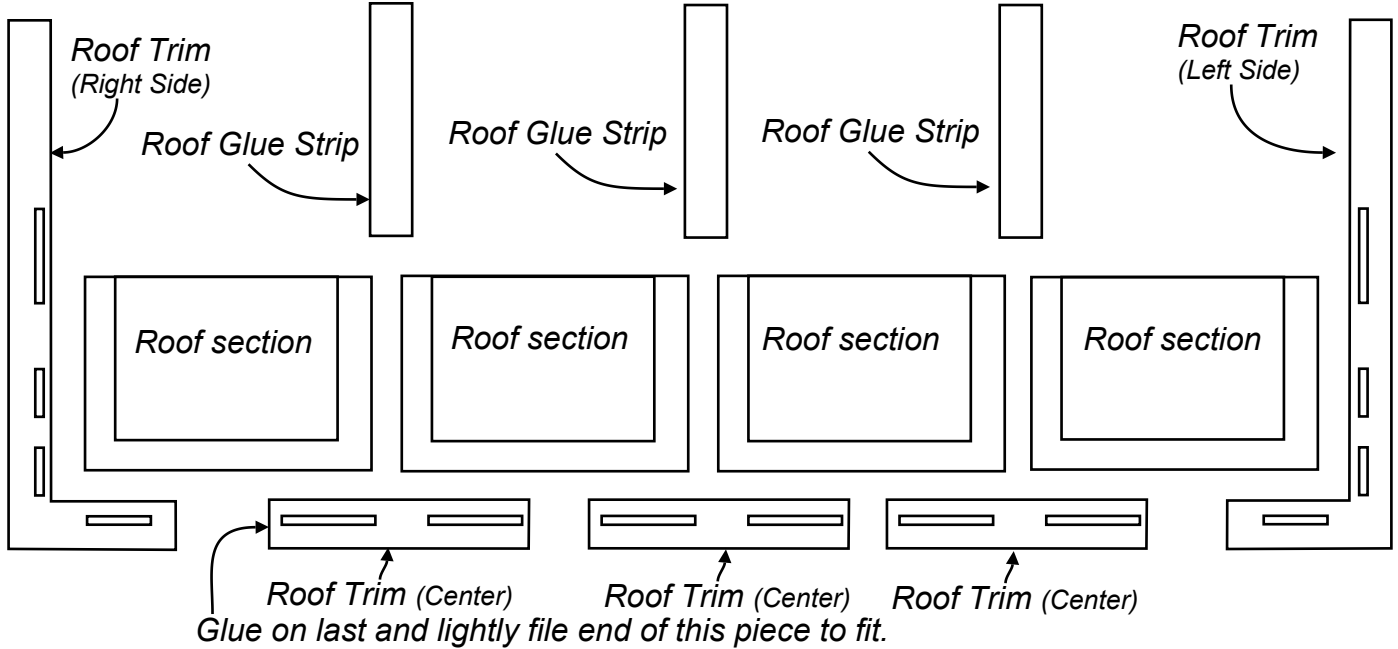 Roof Trim
(Right Side)
Roof Trim
(Left Side)
Roof Glue Strip
Roof Glue Strip
Roof Glue Strip
Roof section
Roof section
Roof section
Roof section
Roof Trim (Center)
Roof Trim (Center)
Roof Trim (Center)
Glue on last and lightly file end of this piece to fit.